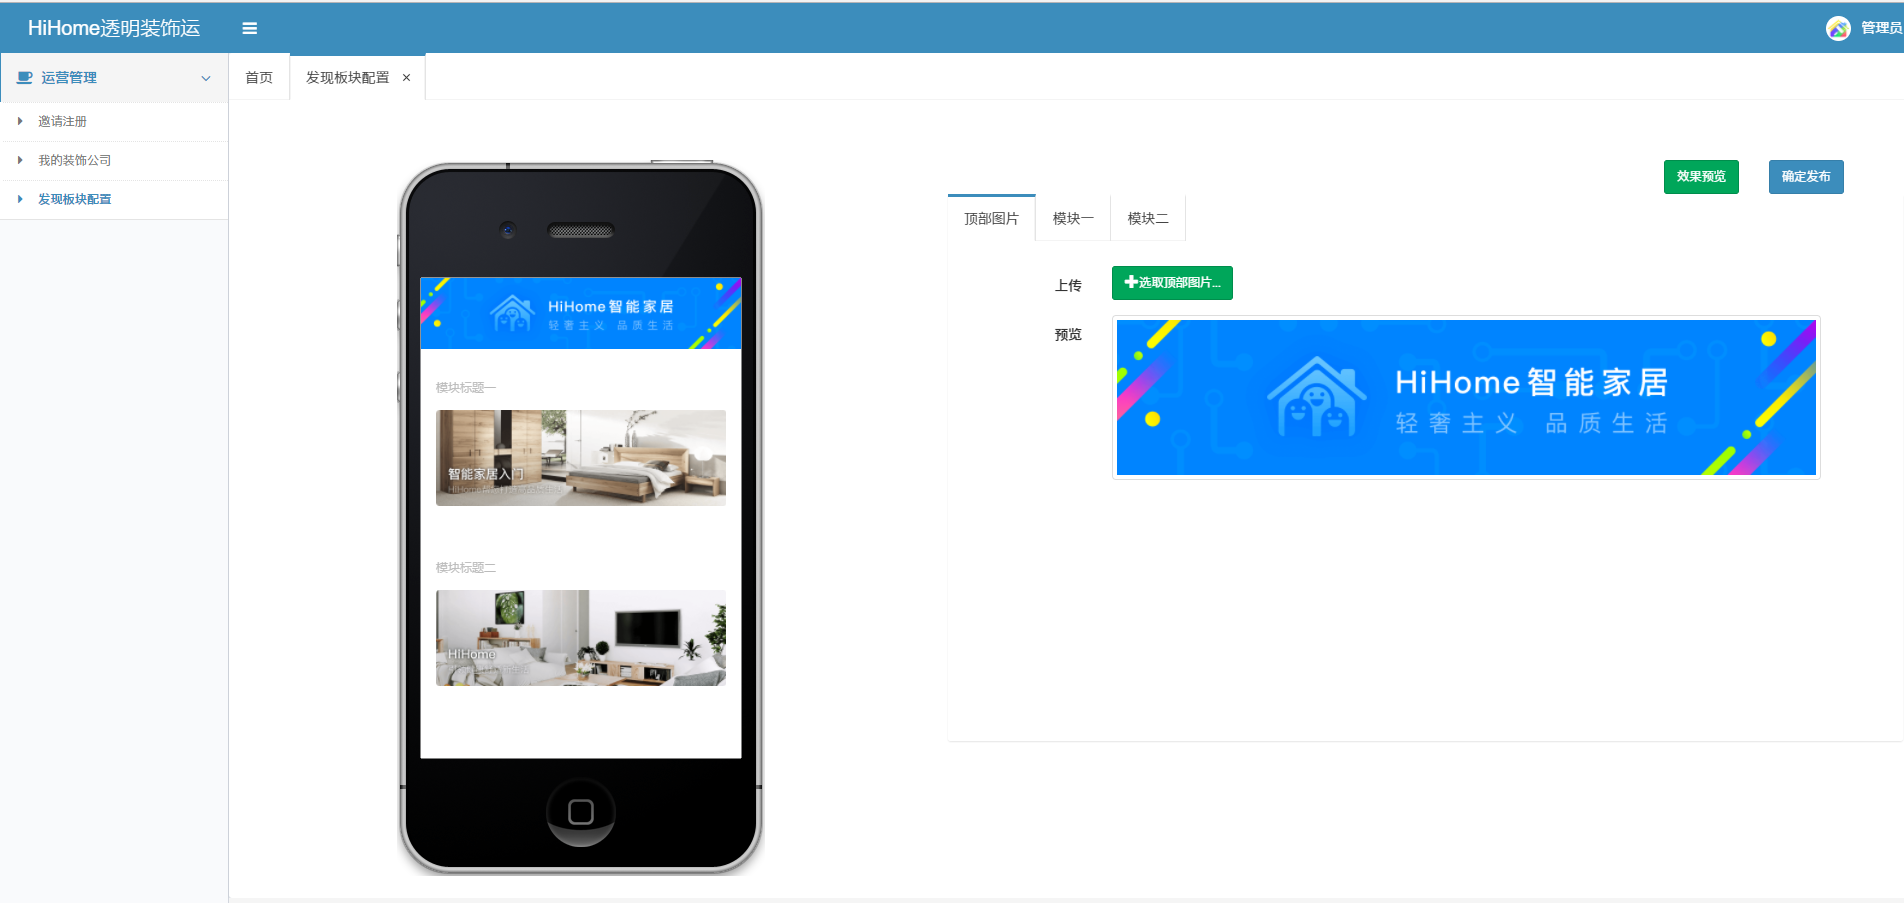 HiHome透明装饰运
管理员
运营管理
邀请注册
我的装饰公司
发现板块配置
首页
发现板块配置 ×
HiHome智能家居
轻奢主义 品质生活
模块标题一
智能家居入门
模块标题二
HiHome
效果预览
确定发布
顶部图片
模块一
模块二
上传
选取顶部图片...
预览
HiHome智能家居
轻奢主义 品质生活